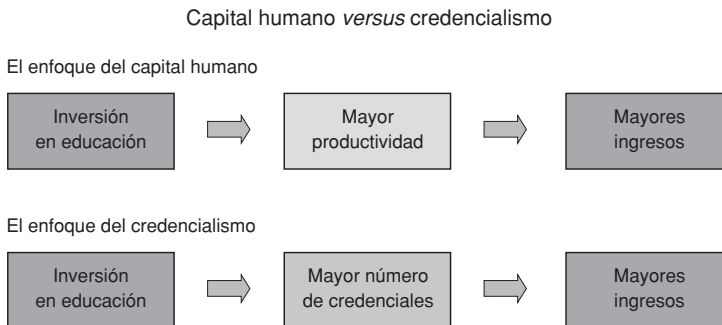 Capital humano versus credencialismo
El enfoque del capital humano
Inversión
en educación
Mayor
productividad
Mayores
ingresos
El enfoque del credencialismo
Inversión
en educación
Mayor número
de credenciales
Mayores
ingresos